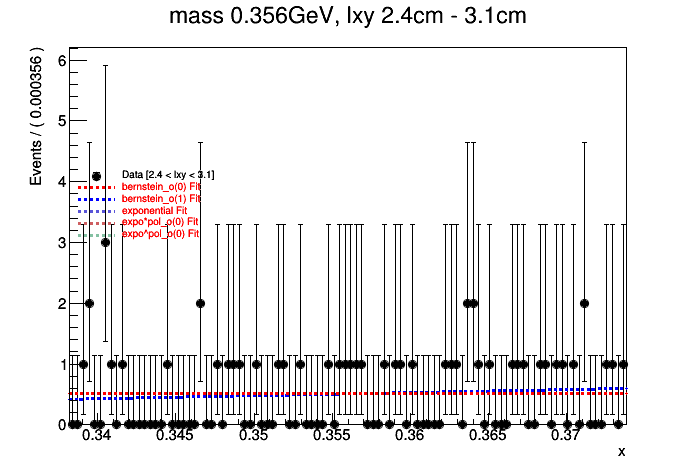 mass 0.356GeV, lxy 2.4cm - 3.1cm
Events / ( 0.000356 )
6
5
4
3
2
1
0
Data [2.4 < lxy < 3.1]
bernstein_o(0) Fit
bernstein_o(1) Fit
exponential Fit
expo*pol_o(0) Fit
expo^pol_o(0) Fit
0.34 0.345 0.35 0.355 0.36 0.365 0.37
x